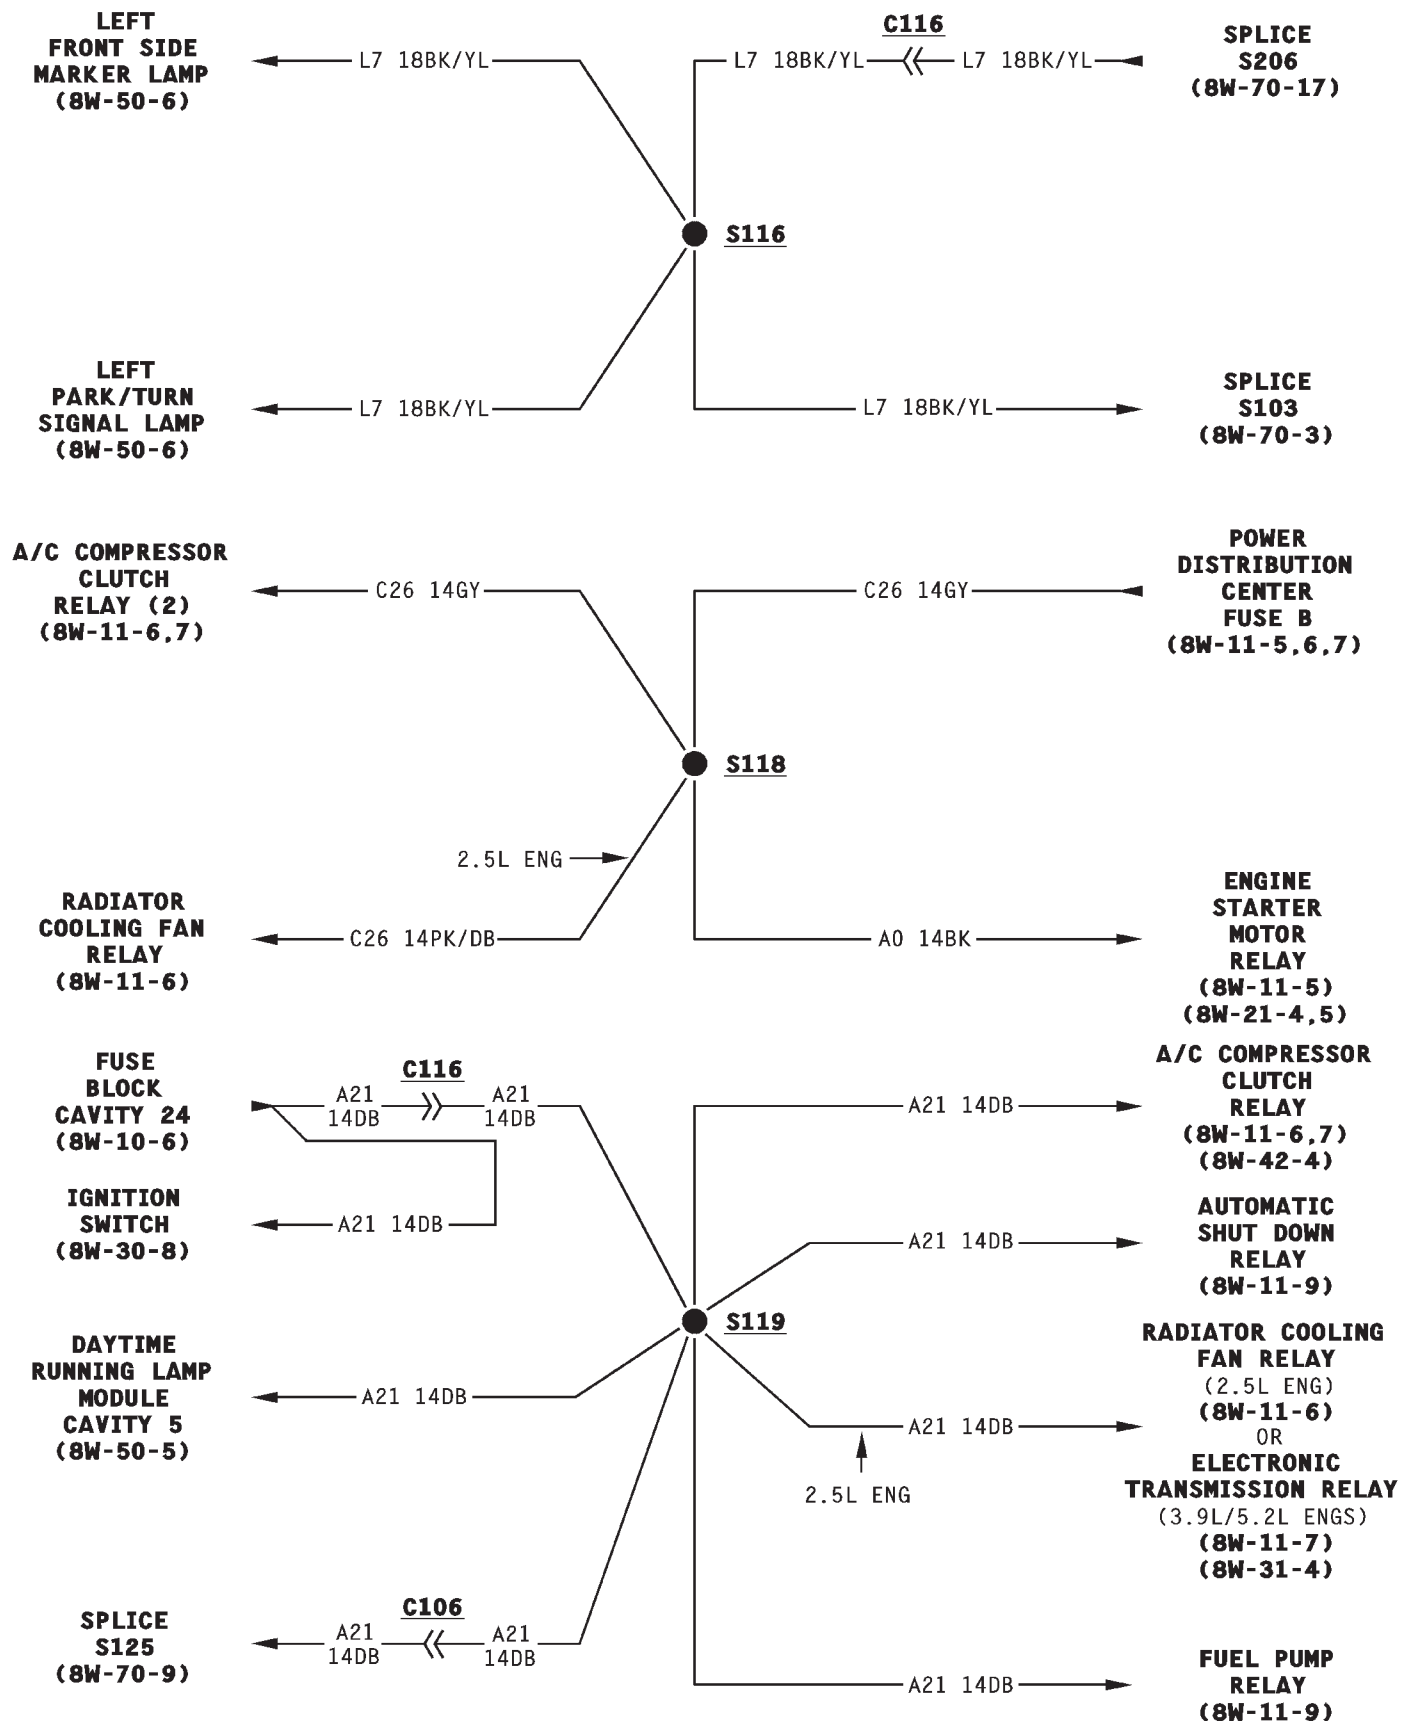 LEFT
FRONT SIDE
MARKER LAMP
(8W-50-6)
L7 18BK/YL
L7 18BK/YL
C116
L7 18BK/YL
SPLICE
S206
(8W-70-17)
S116
LEFT
PARK/TURN
SIGNAL LAMP
(8W-50-6)
L7 18BK/YL
L7 18BK/YL
SPLICE
S103
(8W-70-3)
A/C COMPRESSOR
CLUTCH
RELAY (2)
(8W-11-6,7)
C26 14GY
C26 14GY
POWER
DISTRIBUTION
CENTER
FUSE B
(8W-11-5,6,7)
S118
2.5L ENG
RADIATOR
COOLING FAN
RELAY
(8W-11-6)
C26 14PK/DB
A0 14BK
ENGINE
STARTER
MOTOR
RELAY
(8W-11-5)
(8W-21-4,5)
FUSE
BLOCK
CAVITY 24
(8W-10-6)
A21
14DB
C116
A21
14DB
A21 14DB
A/C COMPRESSOR
CLUTCH
RELAY
(8W-11-6,7)
(8W-42-4)
IGNITION
SWITCH
(8W-30-8)
A21 14DB
A21 14DB
AUTOMATIC
SHUT DOWN
RELAY
(8W-11-9)
S119
DAYTIME
RUNNING LAMP
MODULE
CAVITY 5
(8W-50-5)
A21 14DB
A21 14DB
2.5L ENG
RADIATOR COOLING
FAN RELAY
(2.5L ENG)
(8W-11-6)
OR
ELECTRONIC
TRANSMISSION RELAY
(3.9L/5.2L ENGS)
(8W-11-7)
(8W-31-4)
SPLICE
S125
(8W-70-9)
A21
14DB
C106
A21
14DB
A21 14DB
FUEL PUMP
RELAY
(8W-11-9)